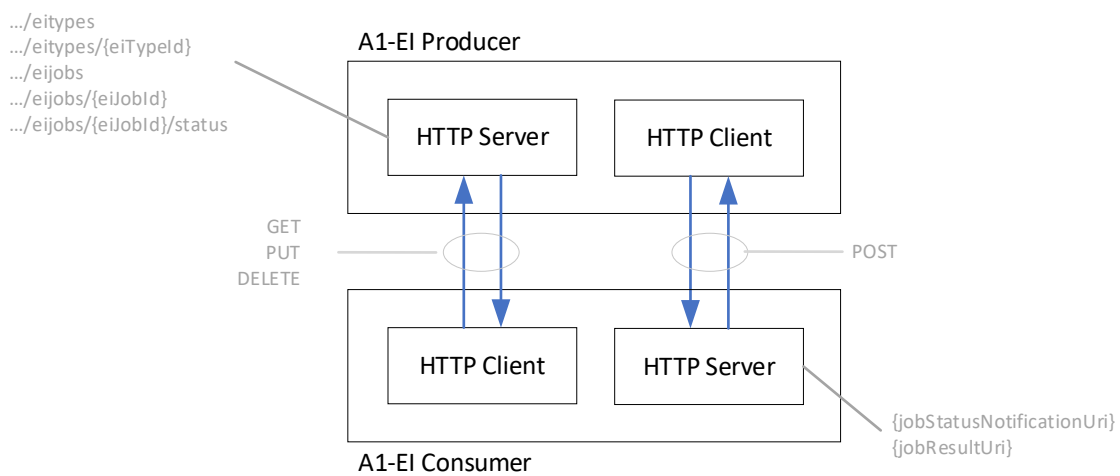 .../eitypes
.../eitypes/{eiTypeId}
.../eijobs
.../eijobs/{eiJobId}
.../eijobs/{eiJobId}/status
A1-EI Producer
HTTP Server
HTTP Client
GET
PUT
DELETE
POST
HTTP Client
HTTP Server
{jobStatusNotificationUri}
{jobResultUri}
A1-EI Consumer